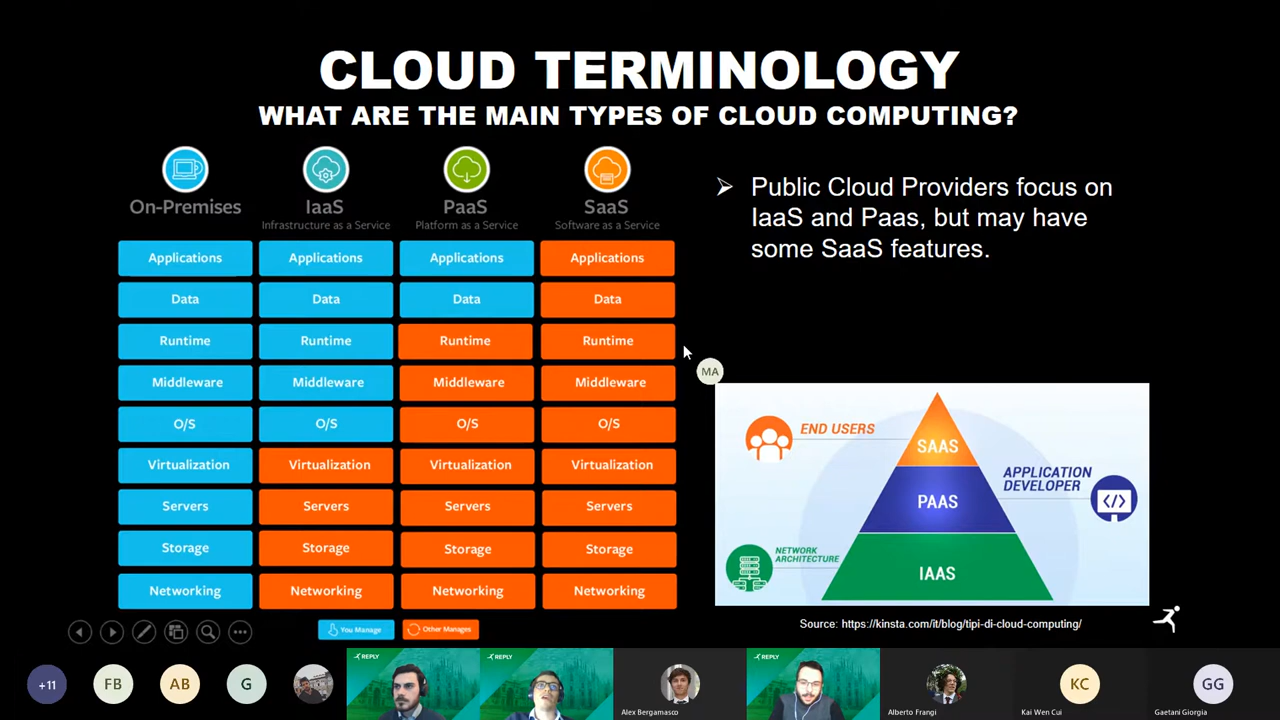 CLOUD TERMINOLOGY
WHAT ARE THE MAIN TYPES OF CLOUD COMPUTING?
On-Premises
IaaS
Infrastructure as a Service
PaaS
Platform as a Service
SaaS
Software as a Service
Applications Applications Applications Applications
Data Data Data Data
Runtime Runtime Runtime Runtime
Middleware Middleware Middleware Middleware
O/S O/S O/S O/S
Virtualization Virtualization Virtualization Virtualization
Servers Servers Servers Servers
Storage Storage Storage Storage
Networking Networking Networking Networking
You Manage
Other Manages
➢ Public Cloud Providers focus on
IaaS and Paas, but may have
some SaaS features.
MA
END USERS
SAAS
APPLICATION
DEVELOPER
</>
PAAS
NETWORK
ARCHITECTURE
IAAS
Source: https://kinsta.com/it/blog/tipi-di-cloud-computing/
+11
FB
AB
G
REPLY
REPLY
Alex Bergamasco
REPLY
Alberto Frangi
KC
Kai Wen Cui
GG
Gaetani Giorgia